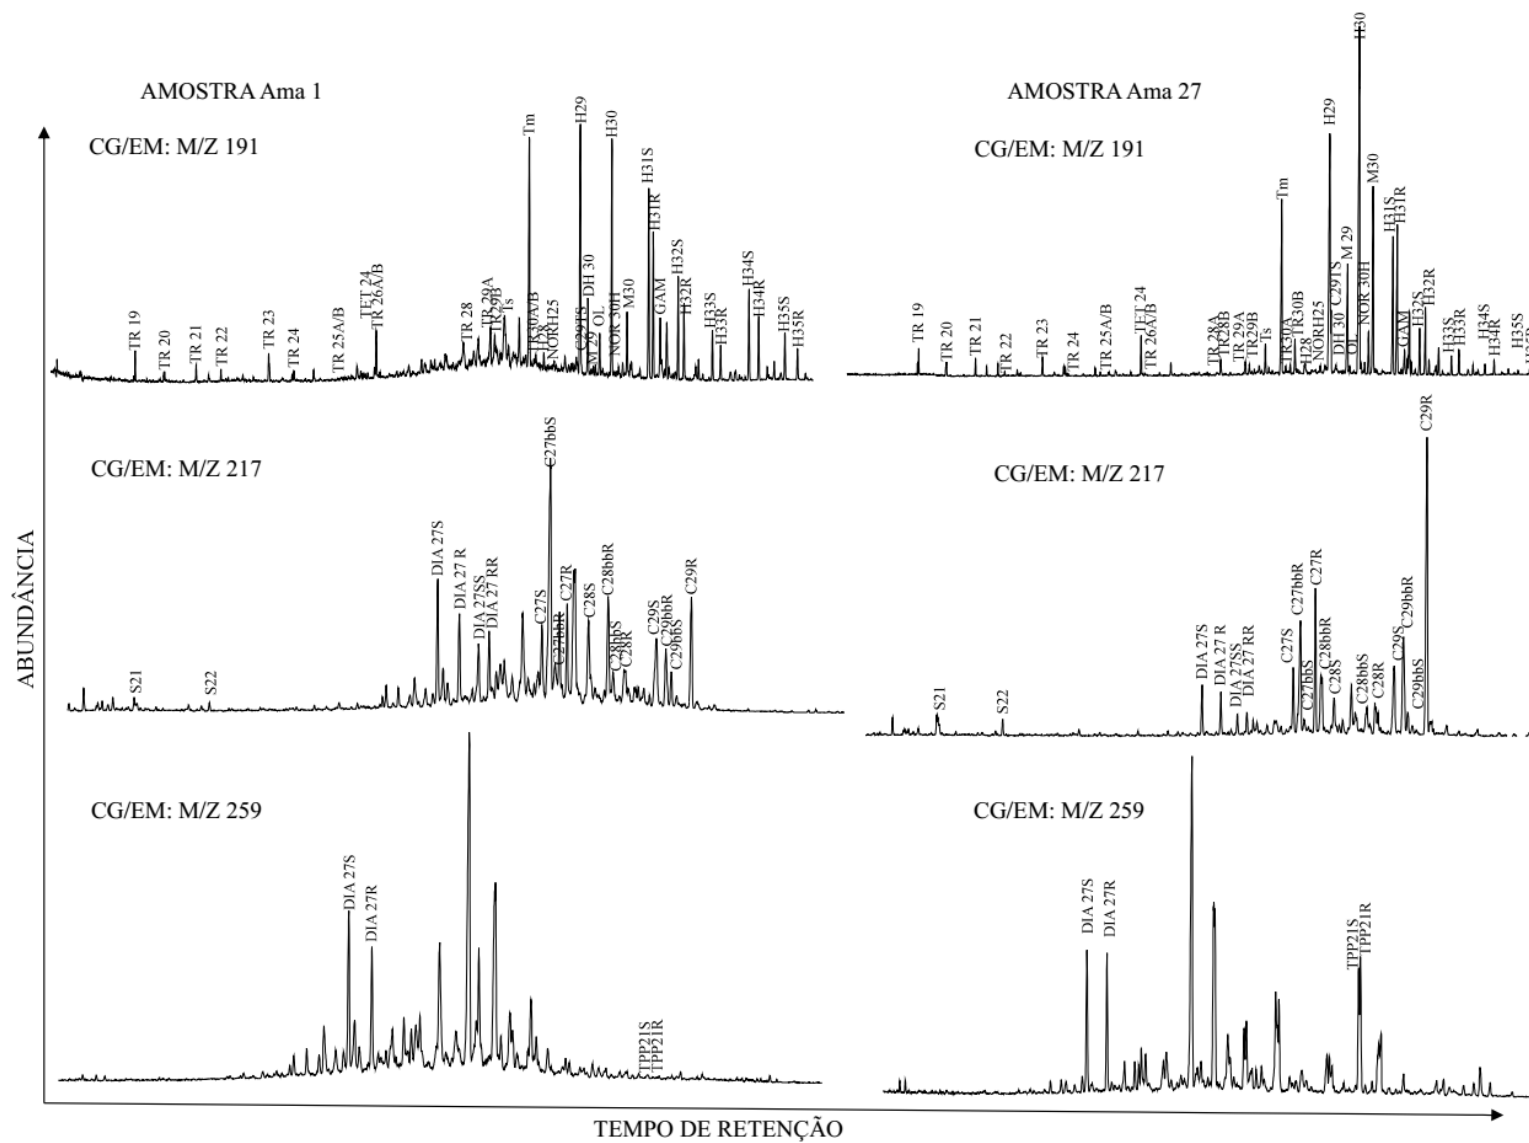 AMOSTRA Ama 1
CG/EM: M/Z 191
TR 19
TR 20
TR 21
TR 22
TR 23
TR 24
TR 25A/B
TET 24
TR 26A/B
TR 28
TR 29A
TR29B
Ts
Tm
TR30A/B
H28
NORH25
H29
C29TS
DH 30
M 29
OL
H30
NOR 30H
M30
H31S
H31R
GAM
H32S
H32R
H33S
H33R
H34S
H34R
H35S
H35R
AMOSTRA Ama 27
CG/EM: M/Z 191
TR 19
TR 20
TR 21
TR 22
TR 23
TR 24
TR 25A/B
TET 24
TR 26A/B
TR 28A
TR28B
TR 29A
TR29B
Ts
Tm
TR30A
TR30B
H28
NORH25
H29
DH 30
C29TS
M 29
OL
H30
NOR 30H
M30
H31S
H31R
GAM
H32S
H32R
H33S
H33R
H34S
H34R
H35S
CG/EM: M/Z 217
S21
S22
DIA 27S
DIA 27 R
DIA 27SS
DIA 27 RR
C27S
C27bbS
C27bbR
C27R
C28S
C28bbR
C28bbS
C28R
C29S
C29bbR
C29bbS
C29R
CG/EM: M/Z 217
S21
S22
DIA 27S
DIA 27 R
DIA 27SS
DIA 27 RR
C27S
C27bbR
C27bbS
C27R
C28bbR
C28S
C28bbS
C28R
C29S
C29bbR
C29bbS
C29R
CG/EM: M/Z 259
DIA 27S
DIA 27R
TPP21S
TPP21R
CG/EM: M/Z 259
DIA 27S
DIA 27R
TPP21S
TPP21R
ABUNDÂNCIA
TEMPO DE RETENÇÃO